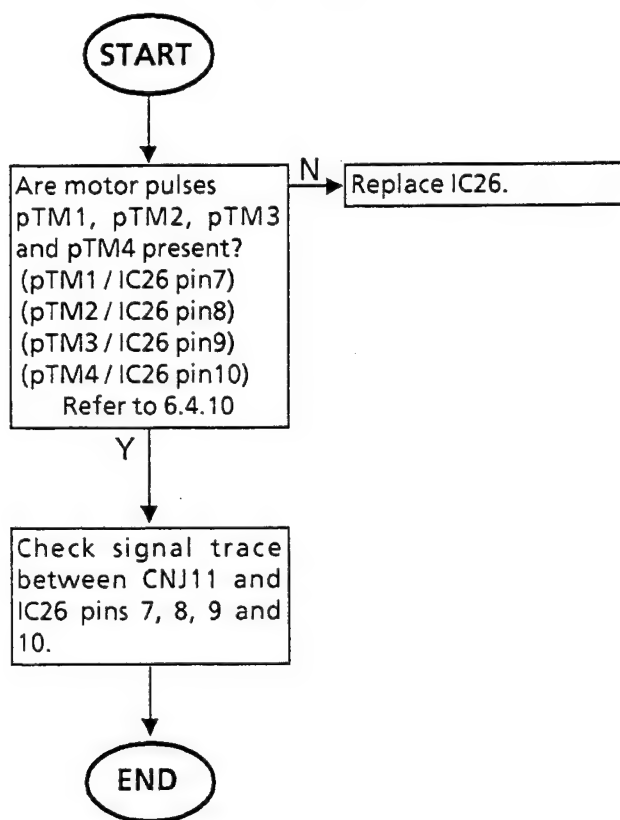 START
Are motor pulses
pTM1, pTM2, pTM3
and pTM4 present?
(pTM1 / IC26 pin7)
(pTM2 / IC26 pin8)
(pTM3 / IC26 pin9)
(pTM4 / IC26 pin10)
Refer to 6.4.10
N
Replace IC26.
Y
Check signal trace
between CNJ11 and
IC26 pins 7, 8, 9 and
10.
END